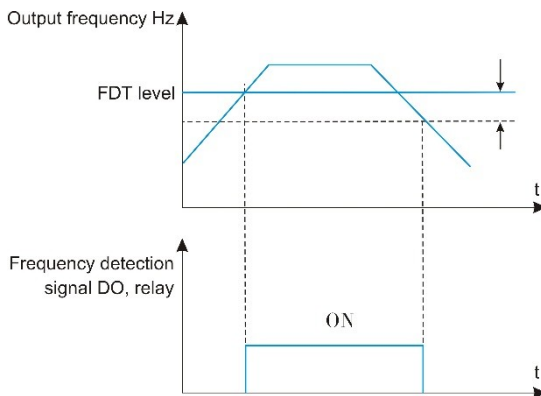 Output frequency Hz
FDT level
t
Frequency detection
signal DO, relay
ON
t